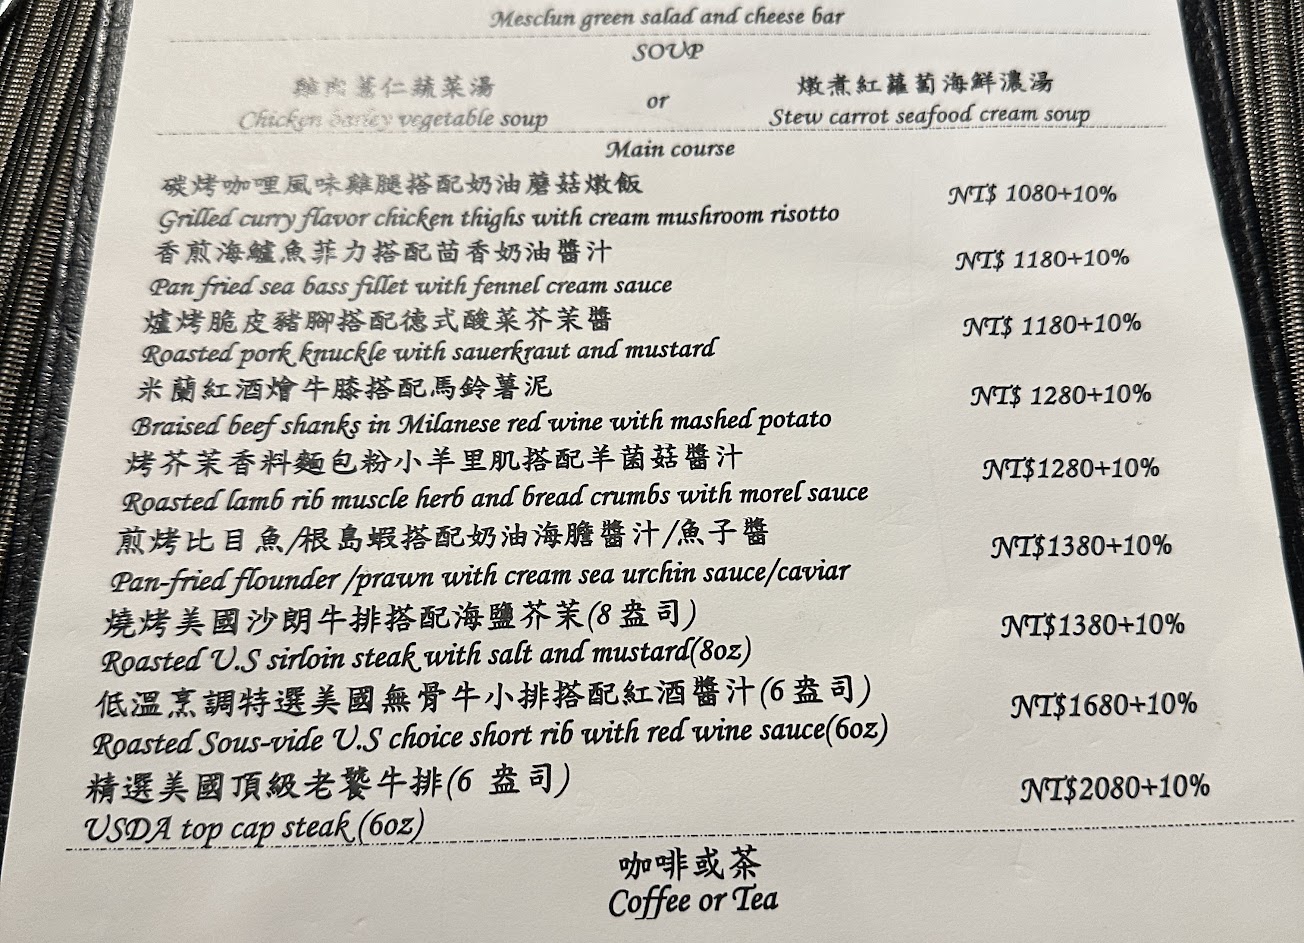 Mesclun green salad and cheese bar
SOUP
雞肉薏仁蔬菜湯
Chicken barley vegetable soup
or
燉煮紅蘿蔔海鮮濃湯
Stew carrot seafood cream soup
Main course
碳烤咖哩風味雞腿搭配奶油蘑菇燉飯
Grilled curry flavor chicken thighs with cream mushroom risotto
NT$ 1080+10%
香煎海鱸魚菲力搭配茴香奶油醬汁
Pan fried sea bass fillet with fennel cream sauce
NT$ 1180+10%
爐烤脆皮豬腳搭配德式酸菜芥茉醬
Roasted pork knuckle with sauerkraut and mustard
NT$ 1180+10%
米蘭紅酒燴牛膝搭配馬鈴薯泥
Braised beef shanks in Milanese red wine with mashed potato
NT$ 1280+10%
烤芥茉香料麵包粉小羊里肌搭配羊菌菇醬汁
Roasted lamb rib muscle herb and bread crumbs with morel sauce
NT$1280+10%
煎烤比目魚/根島蝦搭配奶油海膽醬汁/魚子醬
Pan-fried flounder /prawn with cream sea urchin sauce/caviar
NT$1380+10%
燒烤美國沙朗牛排搭配海鹽芥茉(8盎司)
Roasted U.S sirloin steak with salt and mustard(8oz)
NT$1380+10%
低溫烹調特選美國無骨牛小排搭配紅酒醬汁(6盎司)
Roasted Sous-vide U.S choice short rib with red wine sauce(6oz)
NT$1680+10%
精選美國頂級老饕牛排(6 盎司)
USDA top cap steak (6oz)
NT$2080+10%
咖啡或茶
Coffee or Tea